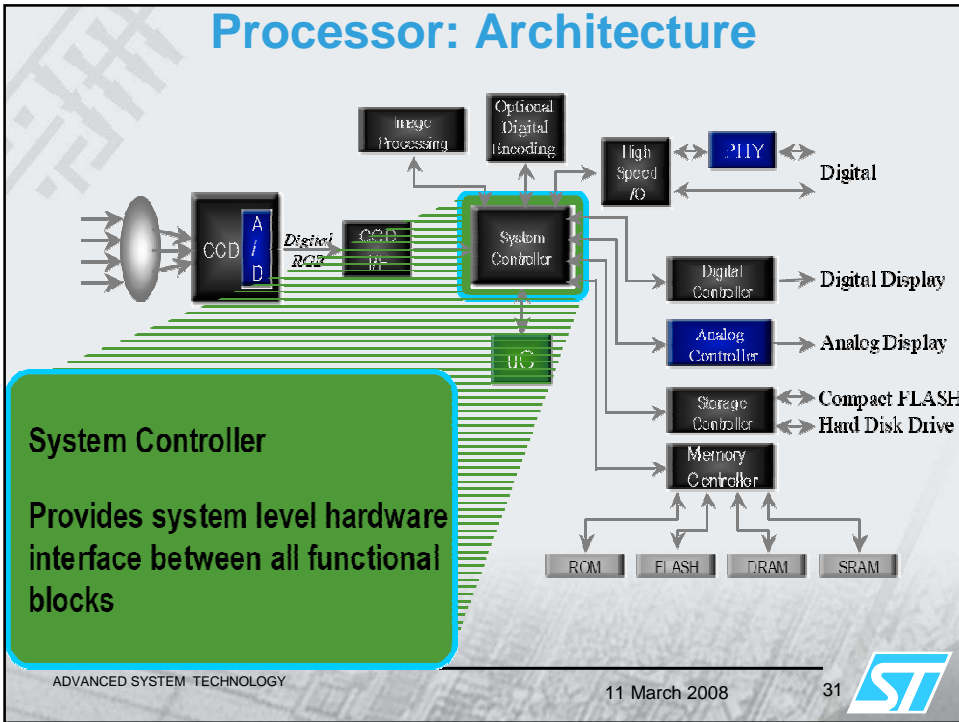 Processor: Architecture
Image
Processing
Optional
Digital
Encoding
High
Speed
I/O
PHY
Digital
CCD
A
/
D
Digital
RGB
CCD
I/F
System
Controller
uC
Digital
Controller
Digital Display
Analog
Controller
Analog Display
Storage
Controller
Compact FLASH
Hard Disk Drive
Memory
Controller
ROM
FLASH
DRAM
SRAM
System Controller
Provides system level hardware
interface between all functional
blocks
ADVANCED SYSTEM TECHNOLOGY
11 March 2008
31
ST